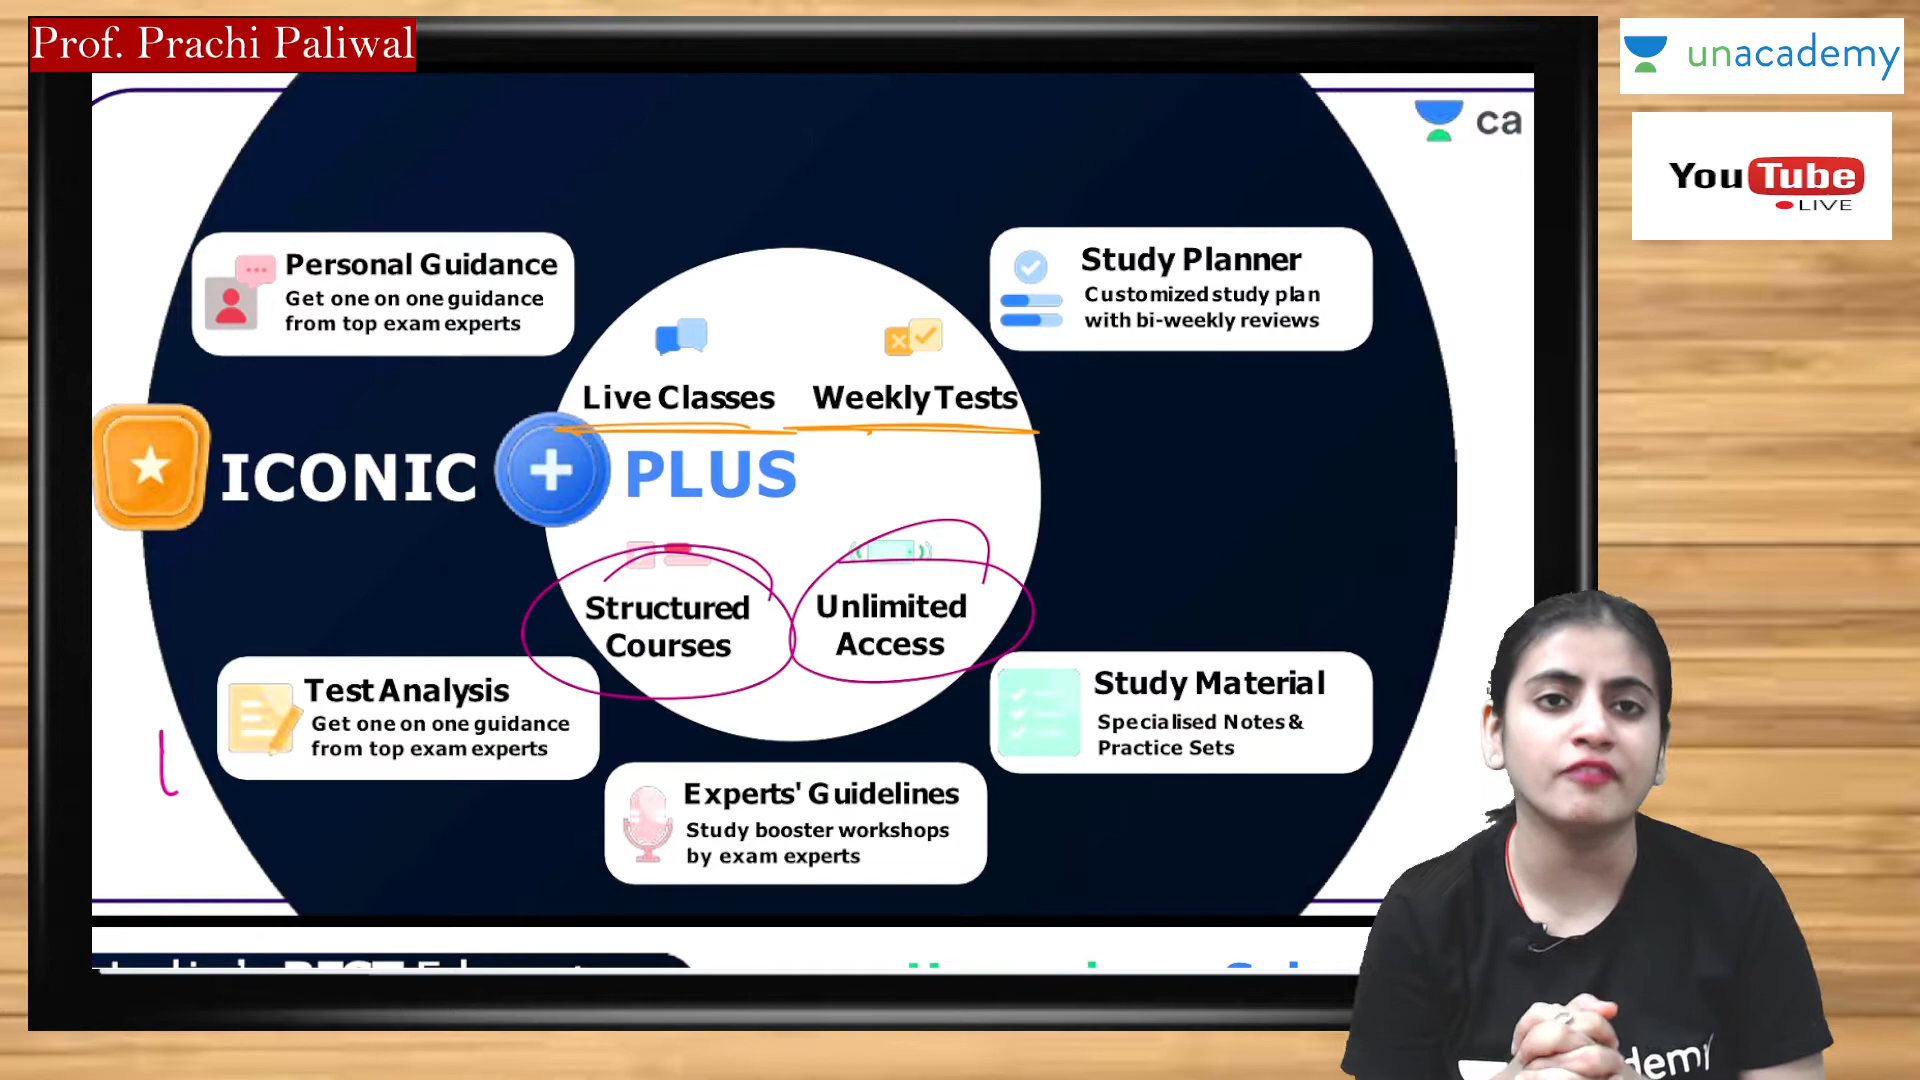 Prof. Prachi Paliwal
unacademy
ca
YouTube
LIVE
Personal Guidance
Get one on one guidance
from top exam experts
Study Planner
Customized study plan
with bi-weekly reviews
Live Classes
Weekly Tests
ICONIC
PLUS
Structured
Courses
Unlimited
Access
Test Analysis
Get one on one guidance
from top exam experts
Study Material
Specialised Notes &
Practice Sets
Experts' Guidelines
Study booster workshops
by exam experts